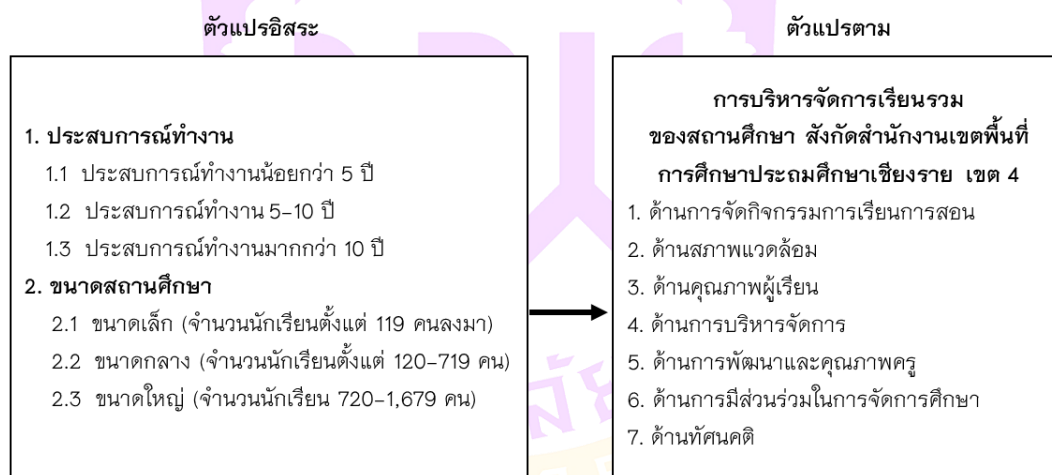 ตัวแปรอิสระ
1. ประสบการณ์ทำงาน
1.1 ประสบการณ์ทำงานน้อยกว่า 5 ปี
1.2 ประสบการณ์ทำงาน 5-10 ปี
1.3 ประสบการณ์ทำงานมากกว่า 10 ปี
2. ขนาดสถานศึกษา
2.1 ขนาดเล็ก (จำนวนนักเรียนตั้งแต่ 119 คนลงมา)
2.2 ขนาดกลาง (จำนวนนักเรียนตั้งแต่ 120-719 คน)
2.3 ขนาดใหญ่ (จำนวนนักเรียน 720-1,679 คน)
ตัวแปรตาม
การบริหารจัดการเรียนรวม
ของสถานศึกษา สังกัดสำนักงานเขตพื้นที่
การศึกษาประถมศึกษาเชียงราย เขต 4
1. ด้านการจัดกิจกรรมการเรียนการสอน
2. ด้านสภาพแวดล้อม
3. ด้านคุณภาพผู้เรียน
4. ด้านการบริหารจัดการ
5. ด้านการพัฒนาและคุณภาพครู
6. ด้านการมีส่วนร่วมในการจัดการศึกษา
7. ด้านทัศนคติ